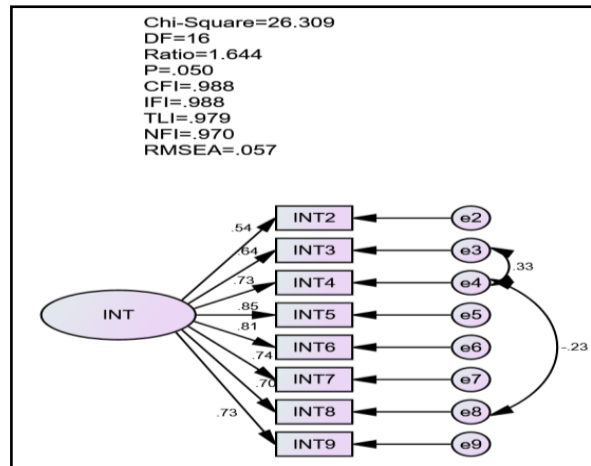 Chi-Square=26.309
DF=16
Ratio=1.644
P=.050
CFI=.988
IFI=.988
TLI=.979
NFI=.970
RMSEA=.057
INT
.54
.64
.73
.85
.81
.74
.70
.73
INT2
INT3
INT4
INT5
INT6
INT7
INT8
INT9
e2
e3
e4
e5
e6
e7
e8
e9
.33
-.23